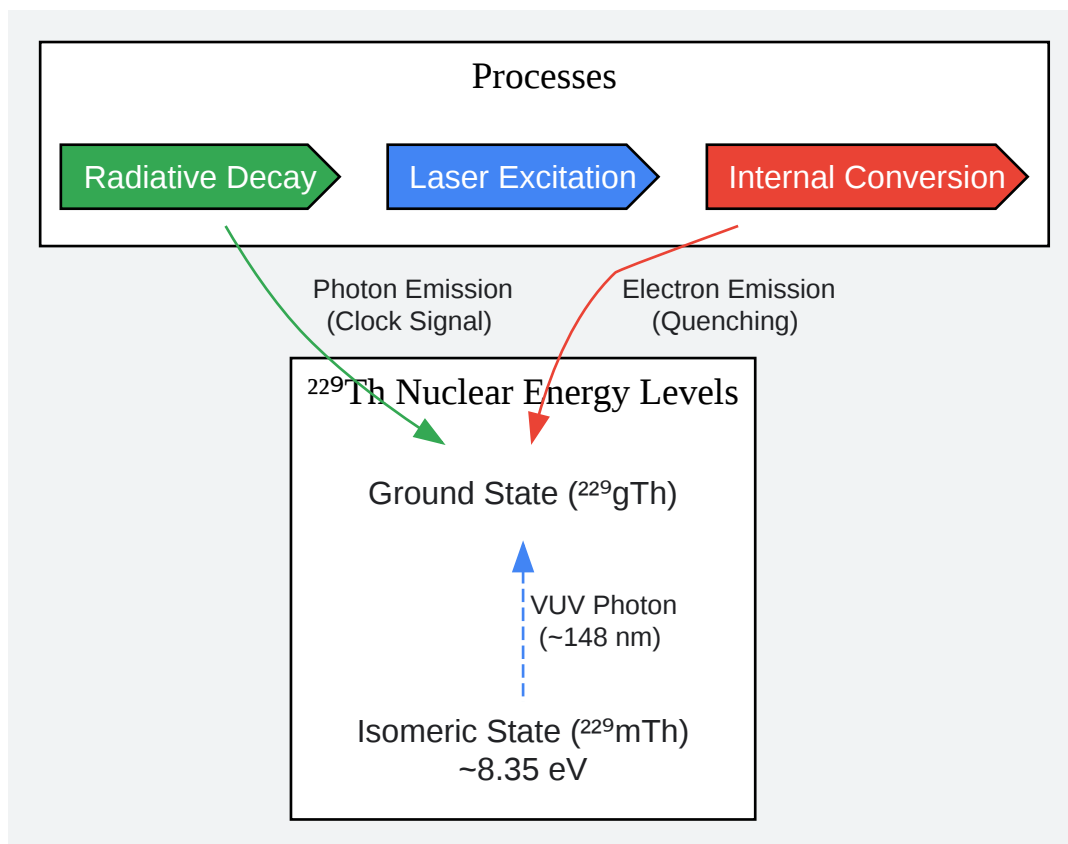 Processes
Radiative Decay
Laser Excitation
Internal Conversion
Photon Emission
(Clock Signal)
Electron Emission
(Quenching)
²²⁹Th Nuclear Energy Levels
Ground State (²²⁹gTh)
VUV Photon
(~148 nm)
Isomeric State (²²⁹mTh)
~8.35 eV